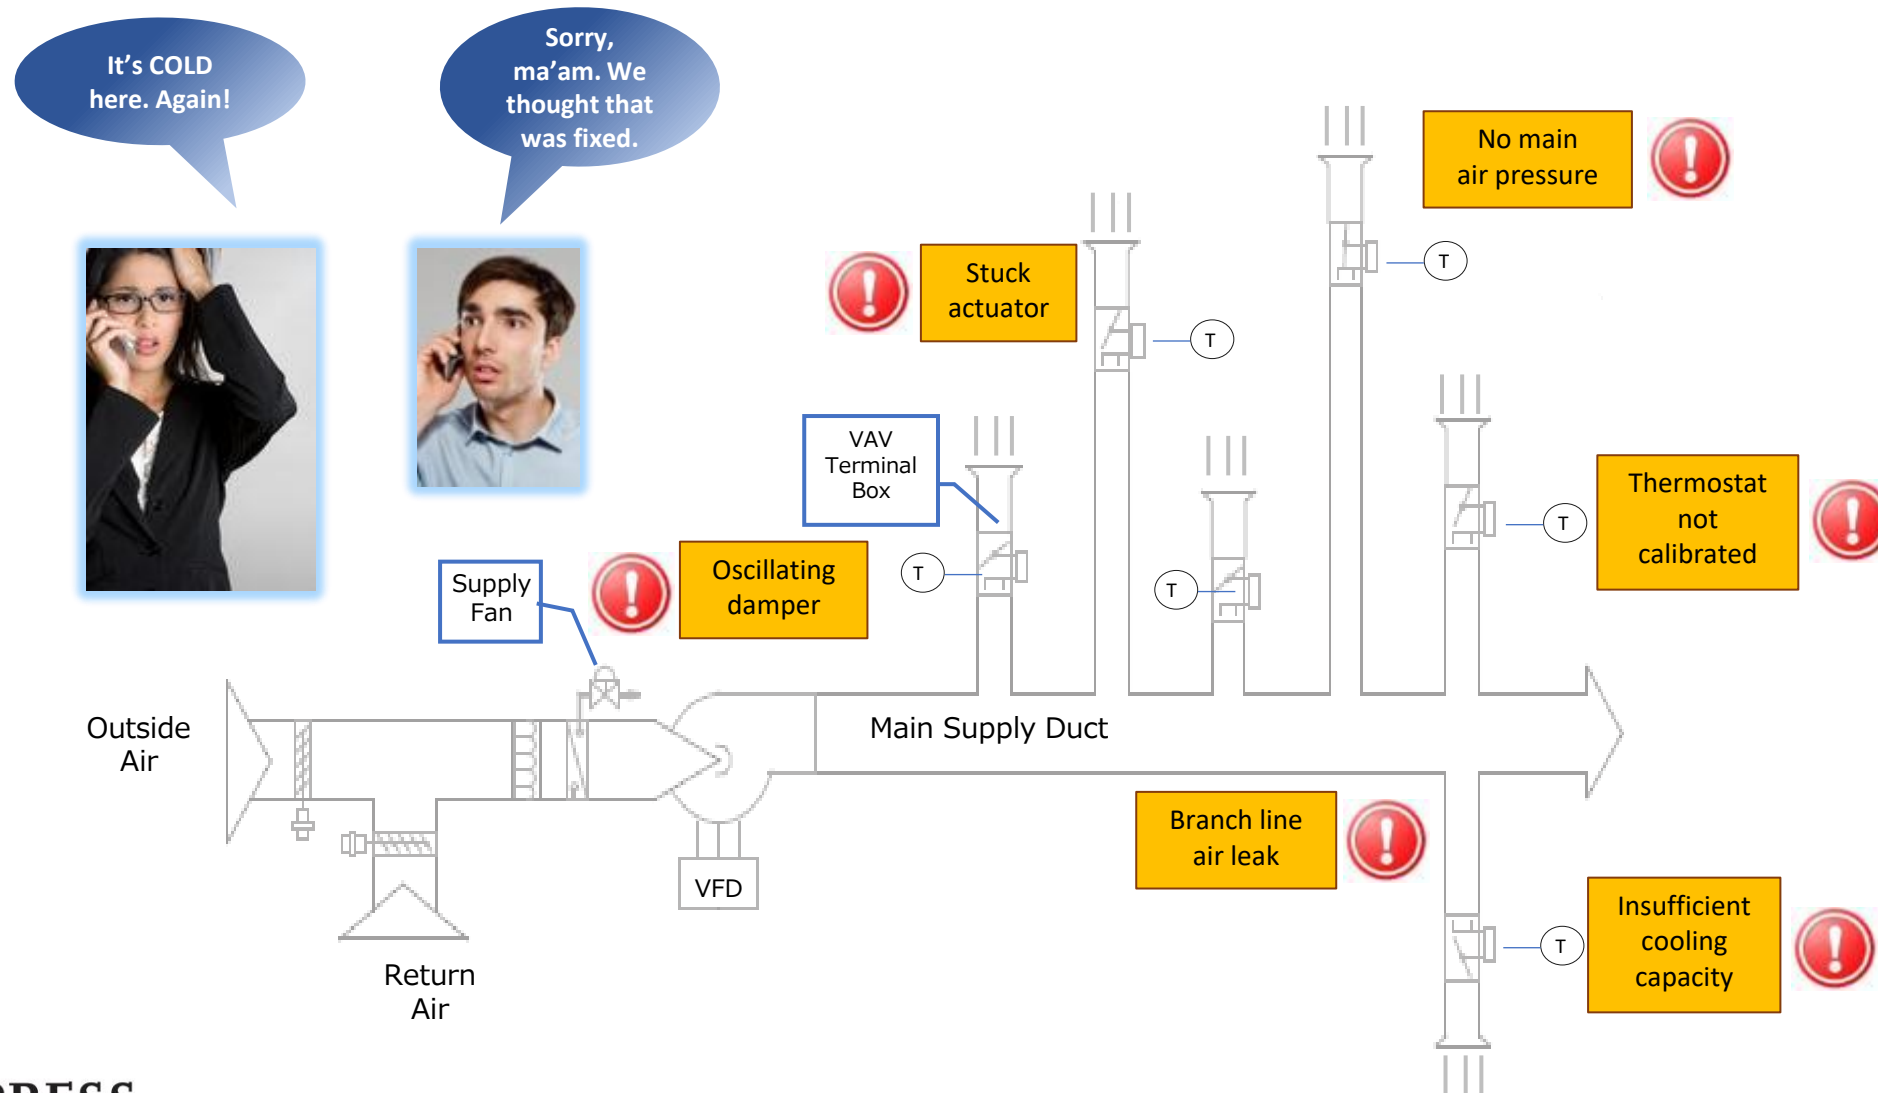 It's COLD
here. Again!
Sorry,
ma'am. We
thought that
was fixed.
No main
air pressure
Stuck
actuator
T
T
VAV
Terminal
Box
Thermostat
not
calibrated
T
Oscillating
damper
T
T
Supply
Fan
Outside
Air
Main Supply Duct
Branch line
air leak
VFD
Insufficient
cooling
capacity
T
Return
Air